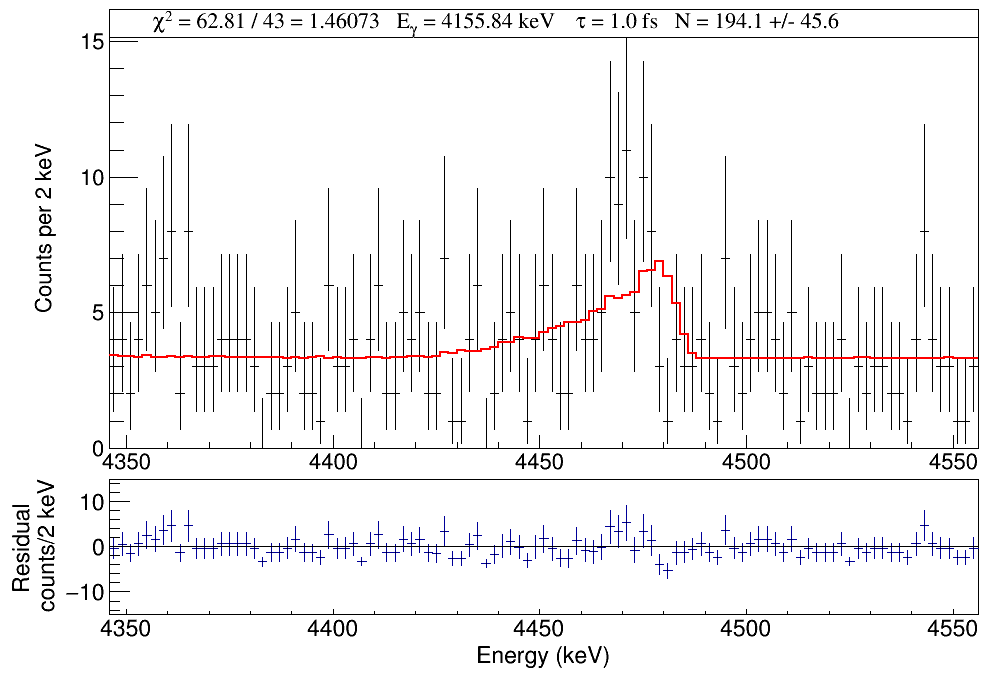 χ² = 62.81 / 43 = 1.46073 Eγ = 4155.84 keV τ = 1.0 fs N = 194.1 +/- 45.6
15
10
5
0
Counts per 2 keV
4350 4400 4450 4500 4550
10
0
−10
Residual
counts/2 keV
4350 4400 4450 4500 4550
Energy (keV)